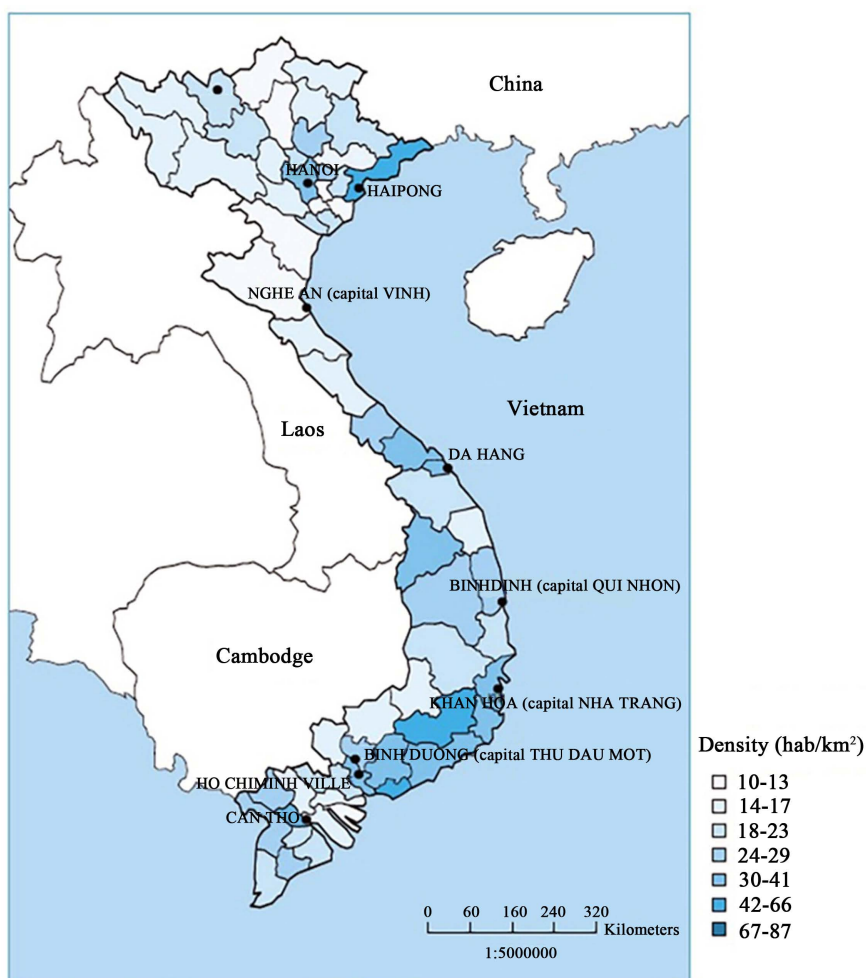 China
HANOI
HAIPONG
NGHE AN (capital VINH)
Vietnam
Laos
DA HANG
BINHDINH (capital QUI NHON)
Cambodge
KHAN HOA (capital NHA TRANG)
Density (hab/km²)
BINH DUONG (capital THU DAU MOT)
10-13
HO CHIMINH VILLE
14-17
CAN THO
18-23
24-29
30-41
42-66
67-87
0 80 160 240 320
Kilometers
1:5000000